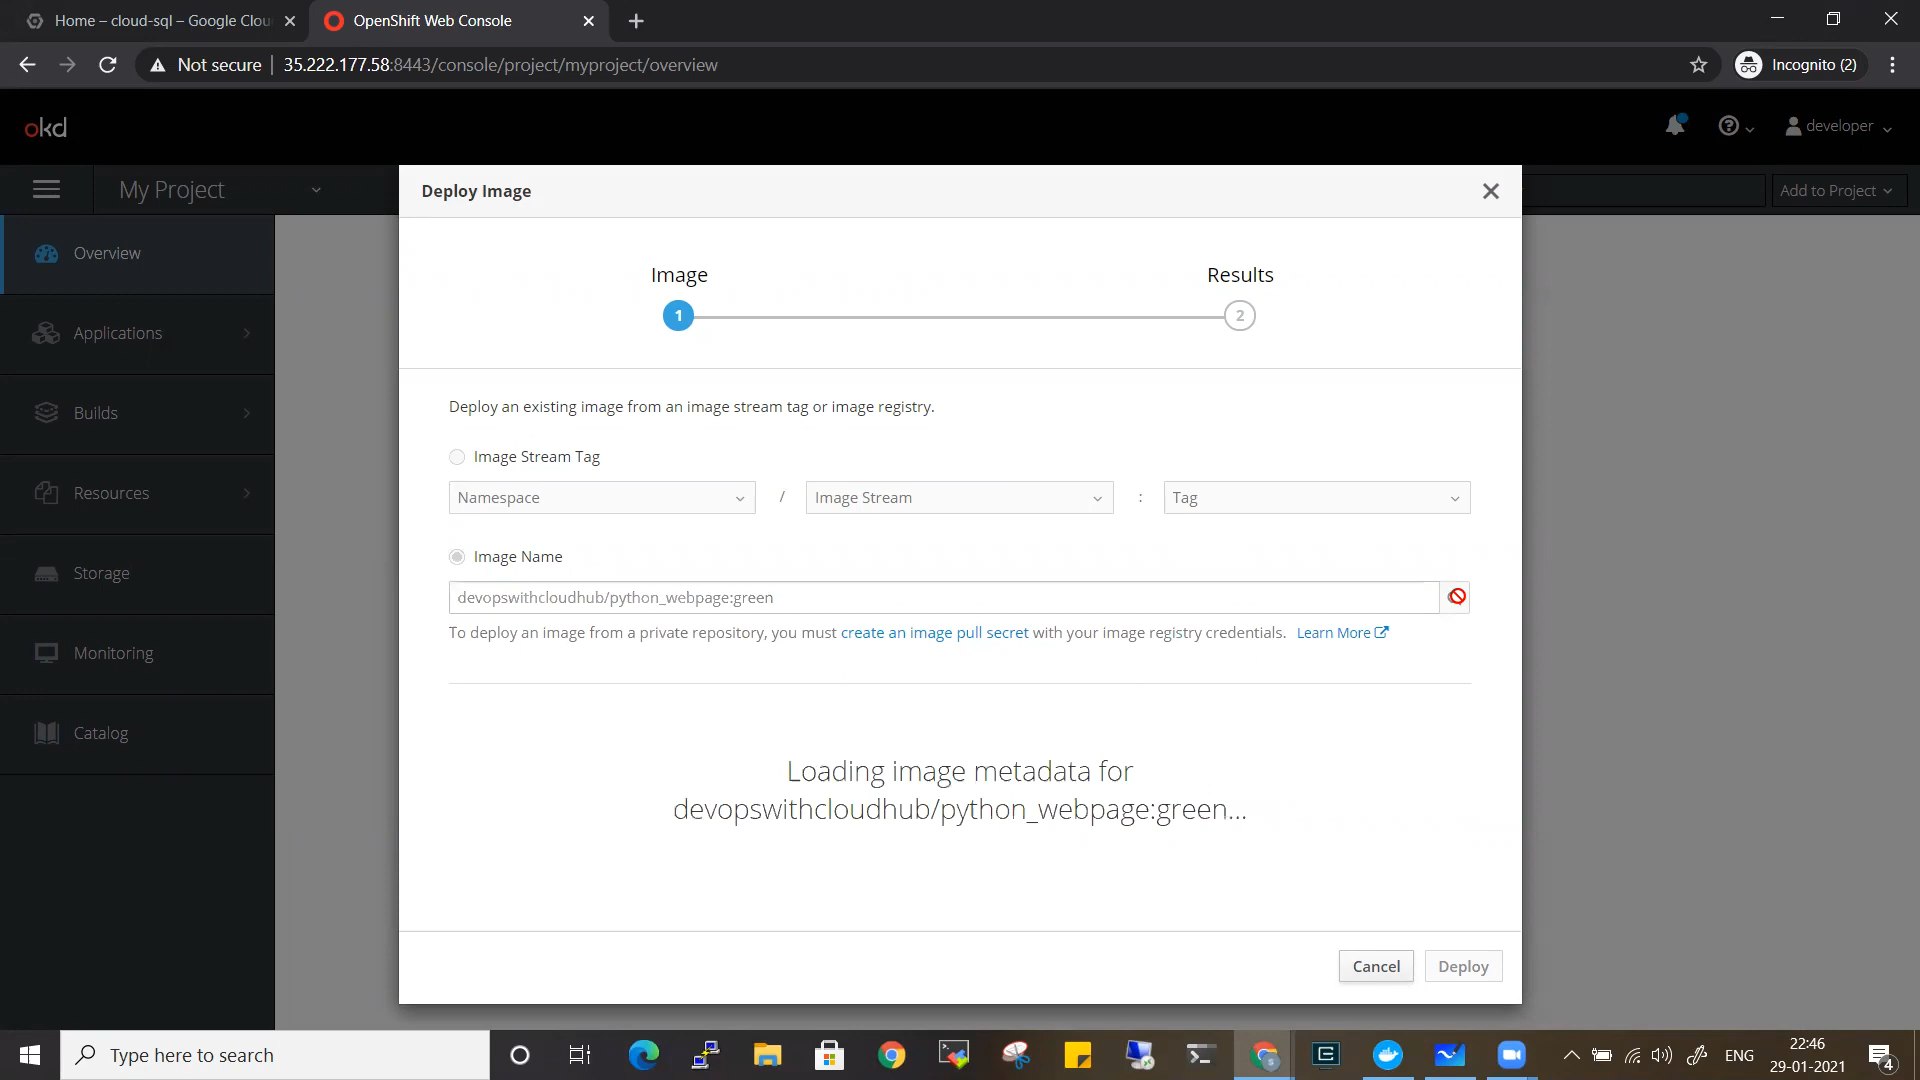 Home – cloud-sql – Google Clou
OpenShift Web Console
Not secure
35.222.177.58:8443/console/project/myproject/overview
Incognito (2)
okd
developer
My Project
Add to Project
Overview
Applications
Builds
Resources
Storage
Monitoring
Catalog
Deploy Image
Image
Results
1
2
Deploy an existing image from an image stream tag or image registry.
Image Stream Tag
Namespace / Image Stream : Tag
Image Name
devopswithcloudhub/python_webpage:green
To deploy an image from a private repository, you must create an image pull secret with your image registry credentials. Learn More
Loading image metadata for
devopswithcloudhub/python_webpage:green...
Cancel
Deploy
Type here to search
ENG
22:46
29-01-2021
4